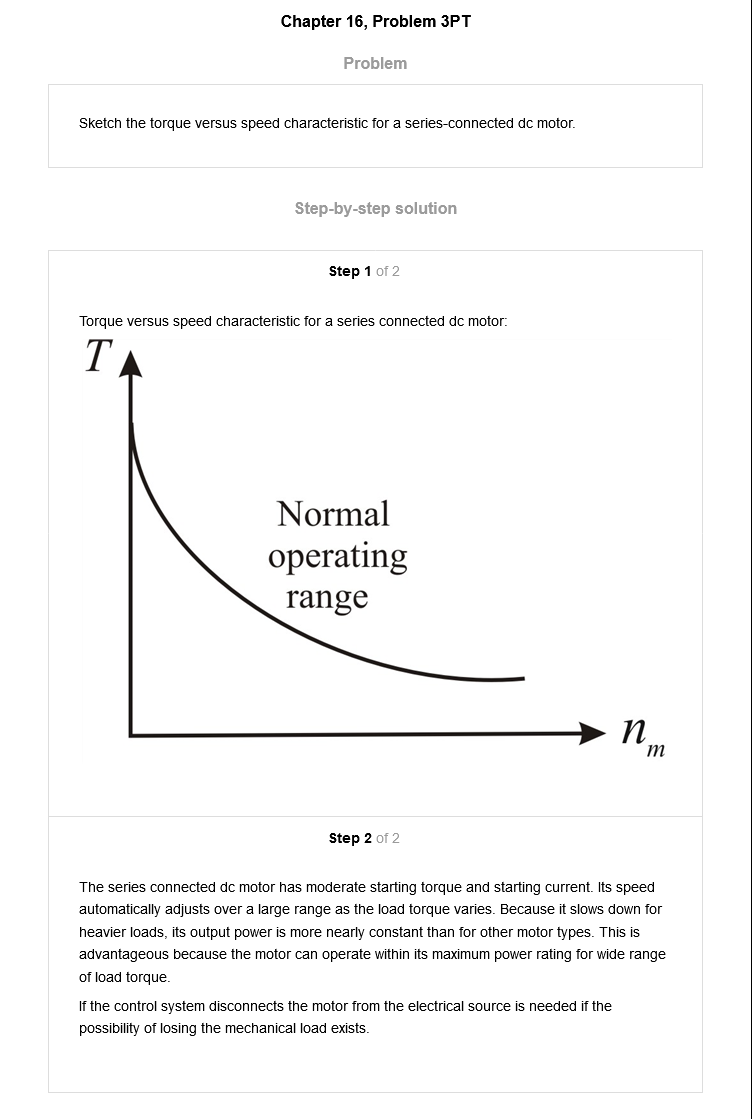 Chapter 16, Problem 3PT
Problem
Sketch the torque versus speed characteristic for a series-connected dc motor.
Step-by-step solution
Step 1 of 2
Torque versus speed characteristic for a series connected dc motor:
T
Normal
operating
range
n
m
Step 2 of 2
The series connected dc motor has moderate starting torque and starting current. Its speed
automatically adjusts over a large range as the load torque varies. Because it slows down for
heavier loads, its output power is more nearly constant than for other motor types. This is
advantageous because the motor can operate within its maximum power rating for wide range
of load torque.
If the control system disconnects the motor from the electrical source is needed if the
possibility of losing the mechanical load exists.